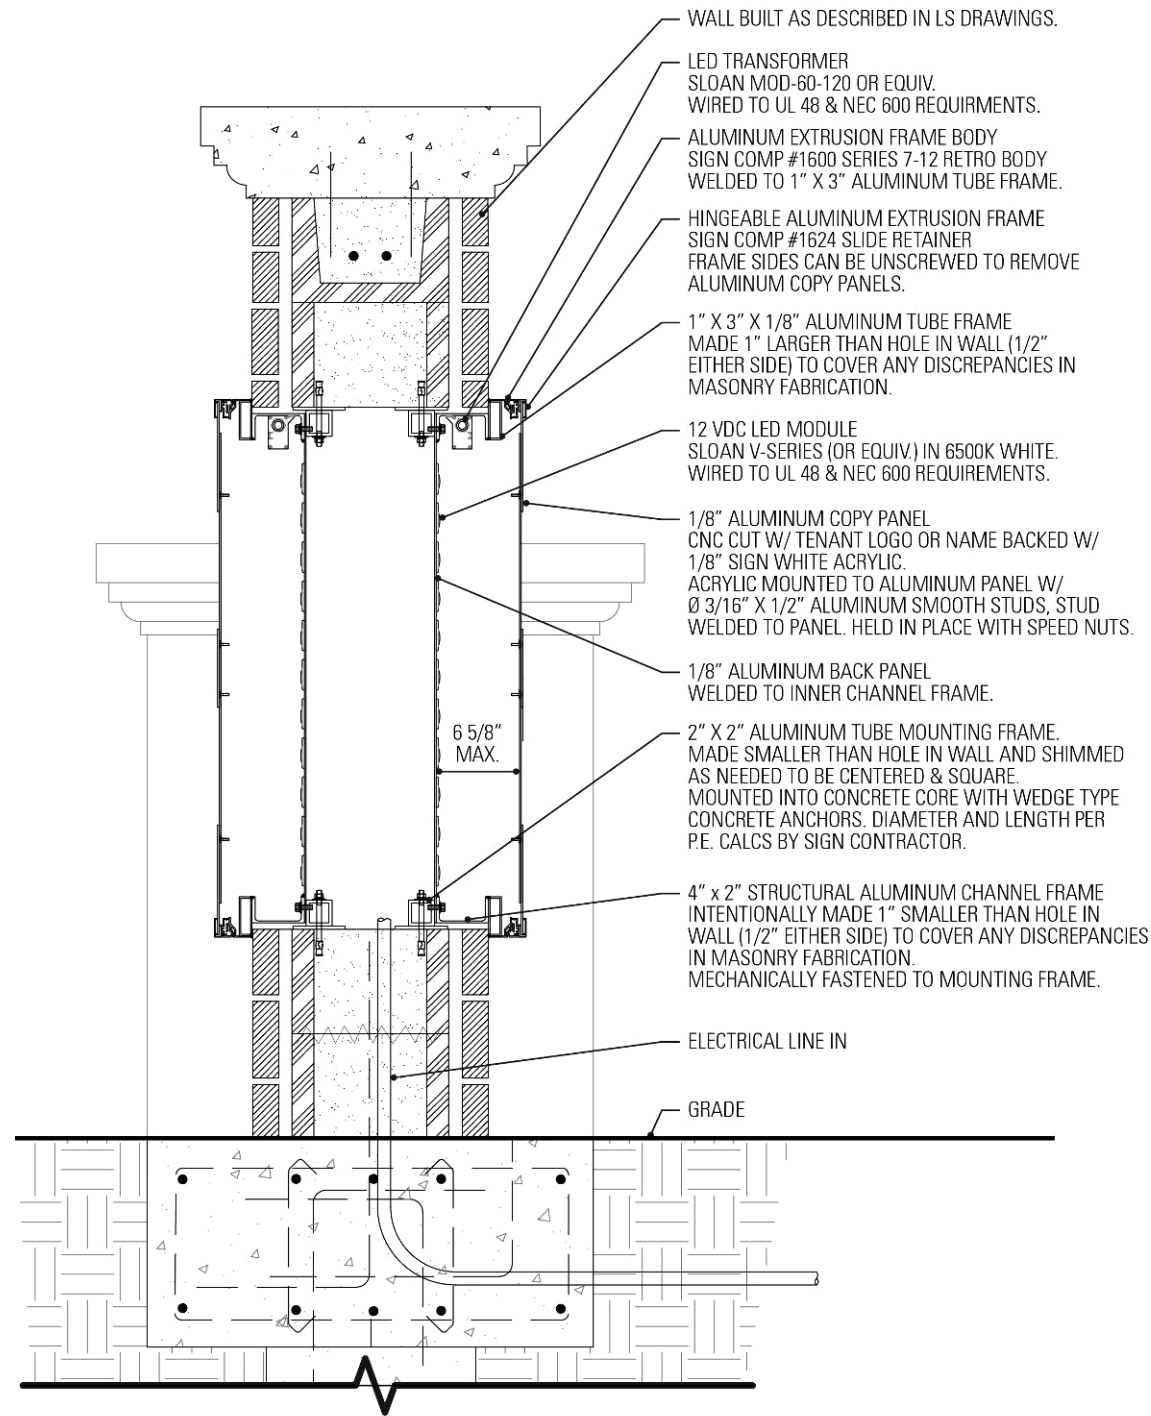 WALL BUILT AS DESCRIBED IN LS DRAWINGS.
LED TRANSFORMER
SLOAN MOD-60-120 OR EQUIV.
WIRED TO UL 48 & NEC 600 REQUIRMENTS.
ALUMINUM EXTRUSION FRAME BODY
SIGN COMP #1600 SERIES 7-12 RETRO BODY
WELDED TO 1" X 3" ALUMINUM TUBE FRAME.
HINGEABLE ALUMINUM EXTRUSION FRAME
SIGN COMP #1624 SLIDE RETAINER
FRAME SIDES CAN BE UNSCREWED TO REMOVE
ALUMINUM COPY PANELS.
1" X 3" X 1/8" ALUMINUM TUBE FRAME
MADE 1" LARGER THAN HOLE IN WALL (1/2"
EITHER SIDE) TO COVER ANY DISCREPANCIES IN
MASONRY FABRICATION.
12 VDC LED MODULE
SLOAN V-SERIES (OR EQUIV.) IN 6500K WHITE.
WIRED TO UL 48 & NEC 600 REQUIREMENTS.
1/8" ALUMINUM COPY PANEL
CNC CUT W/ TENANT LOGO OR NAME BACKED W/
1/8" SIGN WHITE ACRYLIC.
ACRYLIC MOUNTED TO ALUMINUM PANEL W/
Ø 3/16" X 1/2" ALUMINUM SMOOTH STUDS, STUD
WELDED TO PANEL. HELD IN PLACE WITH SPEED NUTS.
1/8" ALUMINUM BACK PANEL
WELDED TO INNER CHANNEL FRAME.
6 5/8"
MAX.
2" X 2" ALUMINUM TUBE MOUNTING FRAME.
MADE SMALLER THAN HOLE IN WALL AND SHIMMED
AS NEEDED TO BE CENTERED & SQUARE.
MOUNTED INTO CONCRETE CORE WITH WEDGE TYPE
CONCRETE ANCHORS. DIAMETER AND LENGTH PER
P.E. CALCS BY SIGN CONTRACTOR.
4" x 2" STRUCTURAL ALUMINUM CHANNEL FRAME
INTENTIONALLY MADE 1" SMALLER THAN HOLE IN
WALL (1/2" EITHER SIDE) TO COVER ANY DISCREPANCIES
IN MASONRY FABRICATION.
MECHANICALLY FASTENED TO MOUNTING FRAME.
ELECTRICAL LINE IN
GRADE